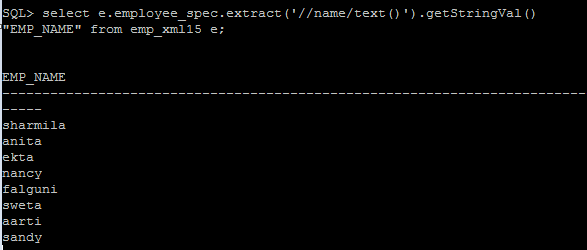 SQL> select e.employee_spec.extract('//name/text()').getStringVal()
"EMP_NAME" from emp_xml15 e;
EMP_NAME
--------------------------------------------------------------------------------
-----
sharmila
anita
ekta
nancy
falguni
sweta
aarti
sandy